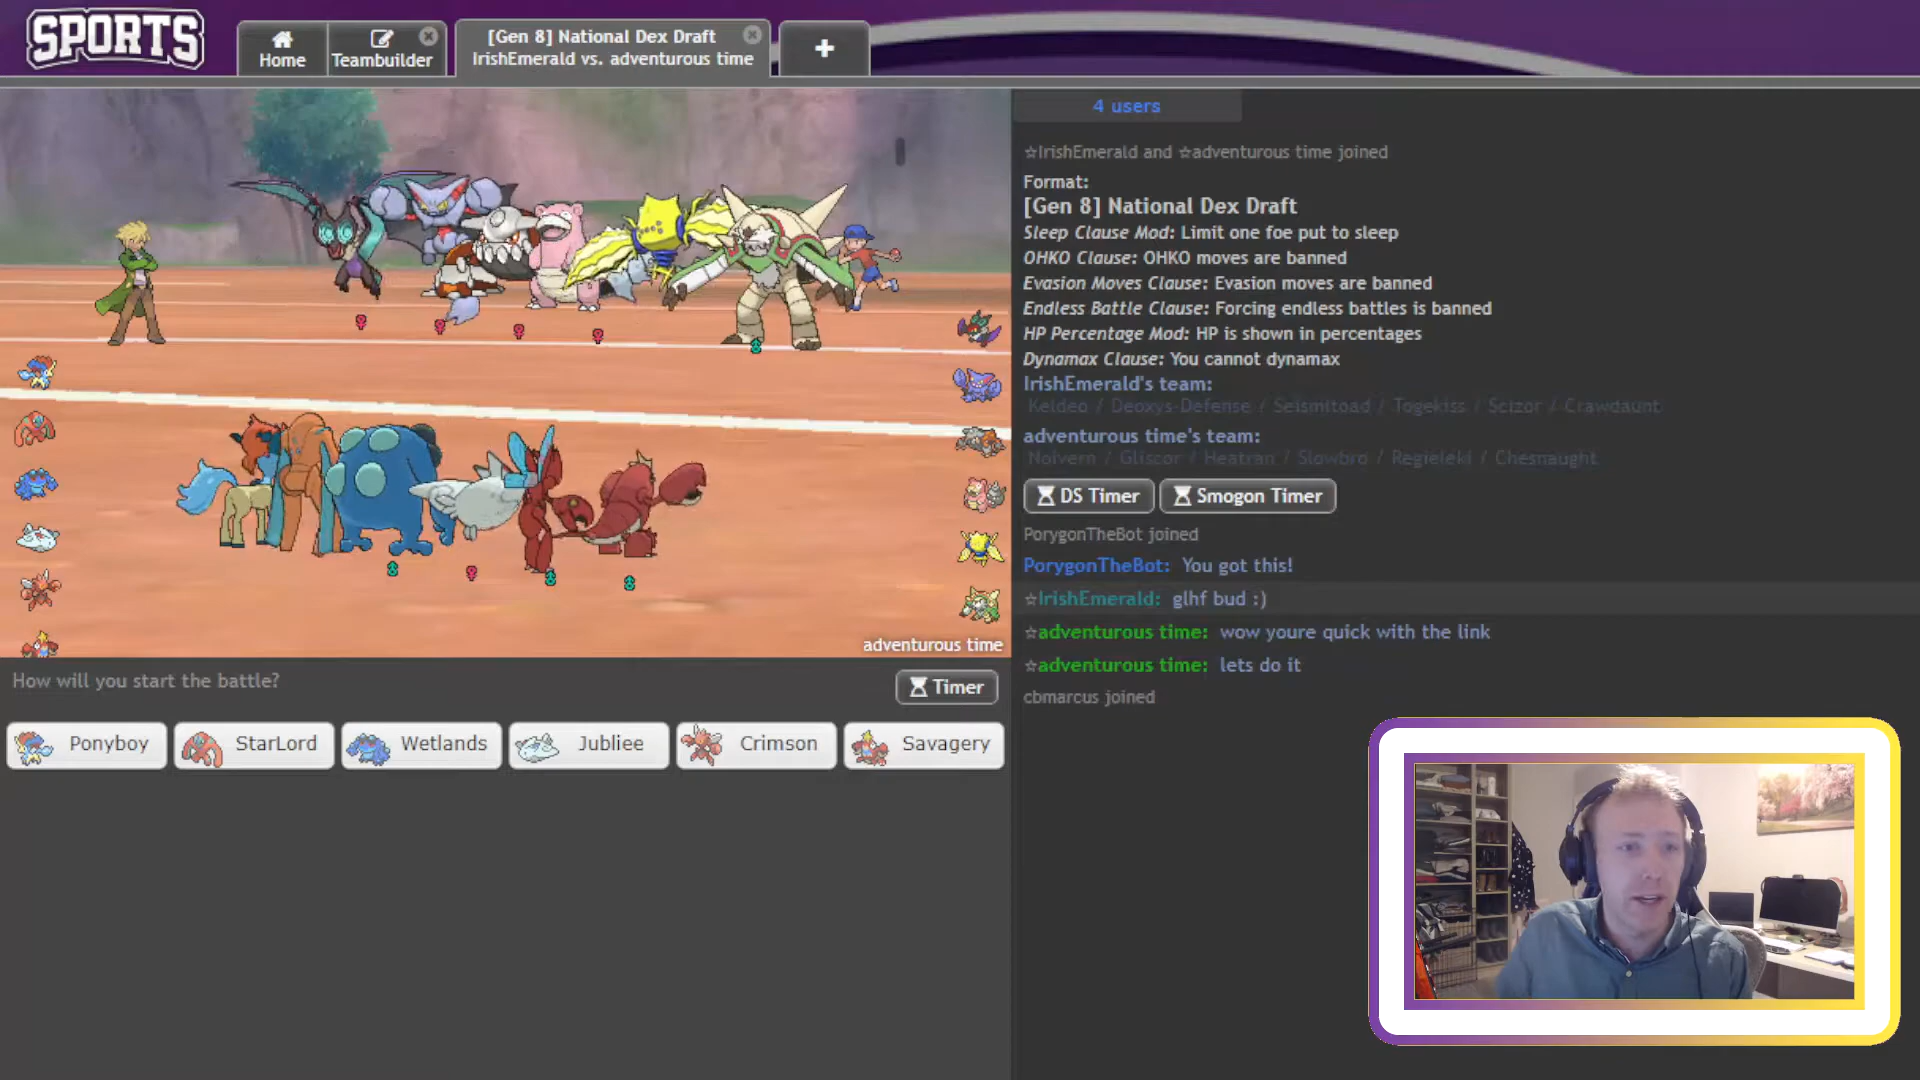 SPORTS
Home
Teambuilder
[Gen 8] National Dex Draft
IrishEmerald vs. adventurous time
+
4 users
☆IrishEmerald and ☆adventurous time joined
Format:
[Gen 8] National Dex Draft
Sleep Clause Mod: Limit one foe put to sleep
OHKO Clause: OHKO moves are banned
Evasion Moves Clause: Evasion moves are banned
Endless Battle Clause: Forcing endless battles is banned
HP Percentage Mod: HP is shown in percentages
Dynamax Clause: You cannot dynamax
IrishEmerald's team:
Keldeo / Deoxys-Defense / Seismitoad / Togekiss / Scizor / Crawdaunt
adventurous time's team:
Noivern / Gliscor / Heatran / Slowbro / Regieleki / Chesnaught
DS Timer Smogon Timer
PorygonTheBot joined
PorygonTheBot: You got this!
☆IrishEmerald: glhf bud :)
☆adventurous time: wow youre quick with the link
☆adventurous time: lets do it
cbmarcus joined
adventurous time
How will you start the battle?
Timer
Ponyboy StarLord Wetlands Jubliee Crimson Savagery